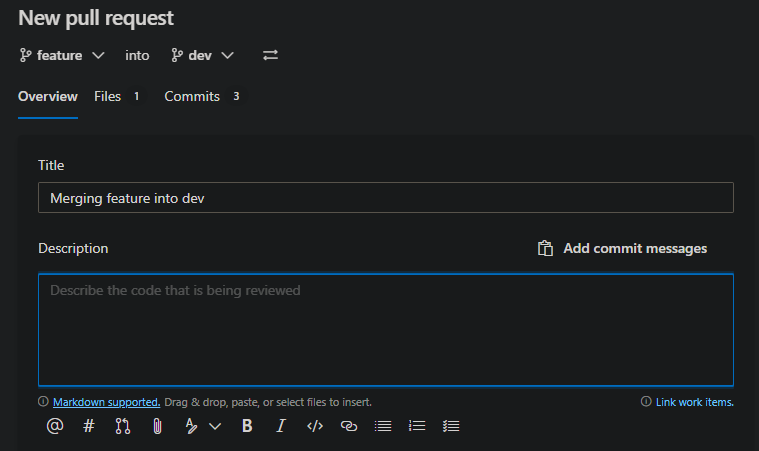 New pull request
feature into dev
Overview Files 1 Commits 3
Title
Merging feature into dev
Description Add commit messages
Describe the code that is being reviewed
Markdown supported. Drag & drop, paste, or select files to insert. Link work items.
@ # B I </>